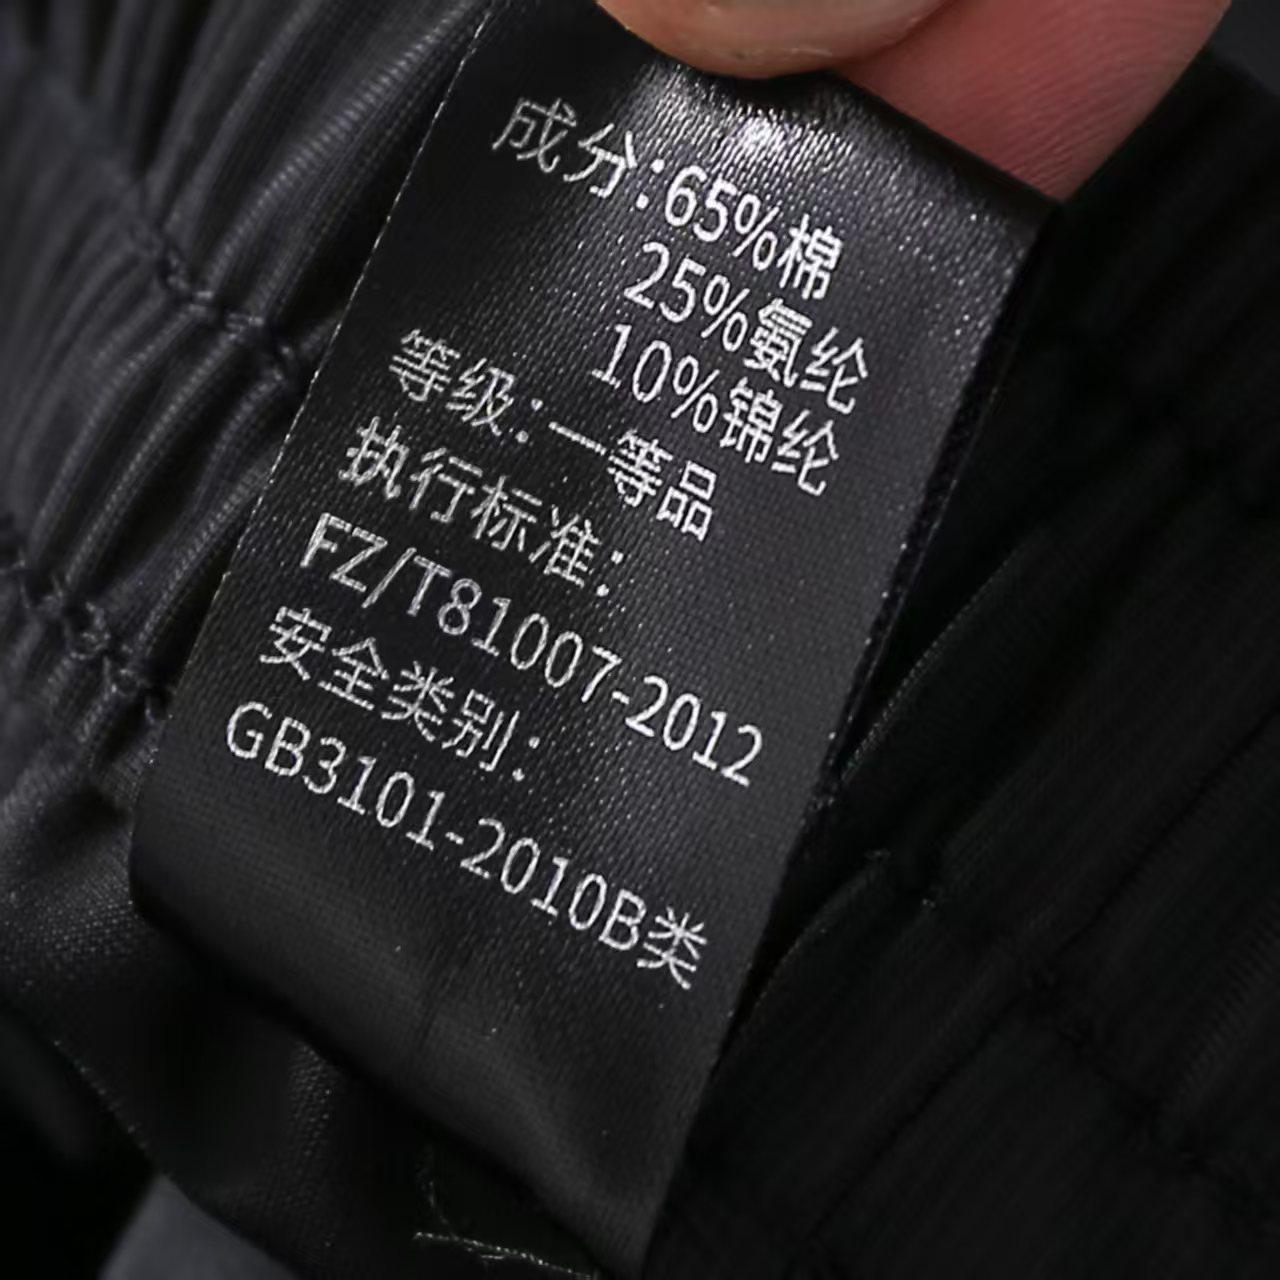 成分:65%棉
25%氨纶
10%锦纶
等级:一等品
执行标准:
FZ/T81007-2012
安全类别:
GB3101-2010B类